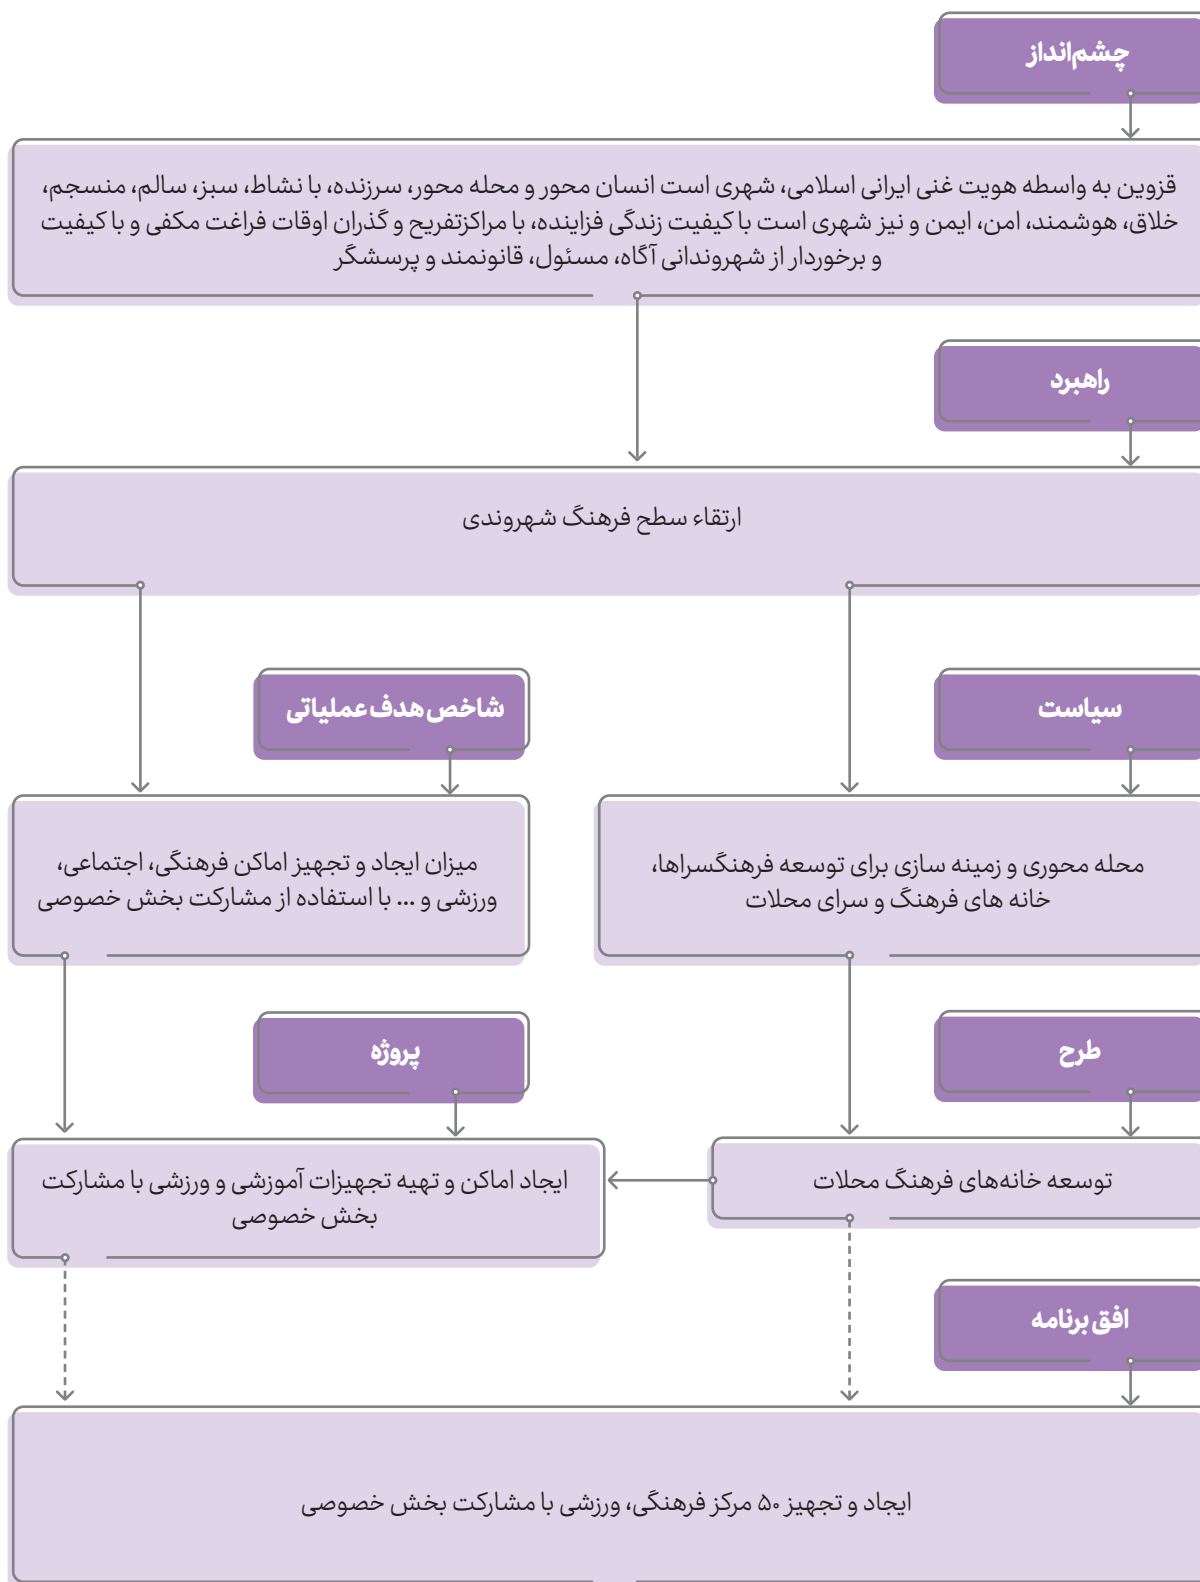 چشم‌انداز
قزوین به واسطه هویت غنی ایرانی اسلامی، شهری است انسان محور و محله محور، سرزنده، با نشاط، سبز، سالم، منسجم،
خلاق، هوشمند، امن، ایمن و نیز شهری است با کیفیت زندگی فزاینده، با مراکزتفریح و گذران اوقات فراغت مکفی و با کیفیت
و برخوردار از شهروندانی آگاه، مسئول، قانونمند و پرسشگر
راهبرد
ارتقاء سطح فرهنگ شهروندی
سیاست
محله محوری و زمینه سازی برای توسعه فرهنگسراها،
خانه های فرهنگ و سرای محلات
شاخص هدف عملیاتی
میزان ایجاد و تجهیز اماکن فرهنگی، اجتماعی،
ورزشی و ... با استفاده از مشارکت بخش خصوصی
طرح
توسعه خانه‌های فرهنگ محلات
پروژه
ایجاد اماکن و تهیه تجهیزات آموزشی و ورزشی با مشارکت
بخش خصوصی
افق برنامه
ایجاد و تجهیز ۵۰ مرکز فرهنگی، ورزشی با مشارکت بخش خصوصی